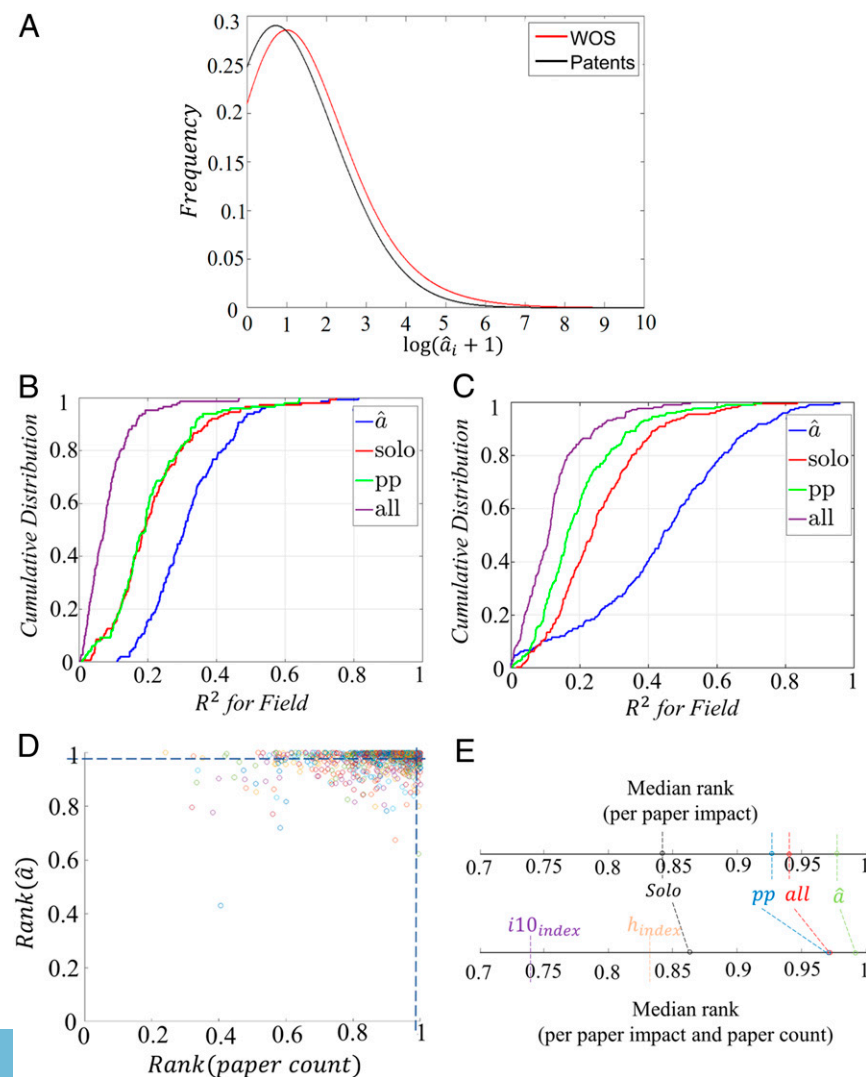 A
0.3
0.25
0.2
0.15
0.1
0.05
0
Frequency
WOS
Patents
0 1 2 3 4 5 6 7 8 9 10
log(âᵢ + 1)
B
1
0.8
0.6
0.4
0.2
0
Cumulative Distribution
â
solo
pp
all
0.2 0.4 0.6 0.8 1
R² for Field
C
1
0.8
0.6
0.4
0.2
0
Cumulative Distribution
â
solo
pp
all
0 0.2 0.4 0.6 0.8 1
R² for Field
D
1
0.8
0.6
0.4
0.2
0
Rank(â)
0 0.2 0.4 0.6 0.8 1
Rank(paper count)
E
Median rank
(per paper impact)
0.7 0.75 0.8 0.85 0.9 0.95 1
Solo pp all â
i10index hindex
0.7 0.75 0.8 0.85 0.9 0.95 1
Median rank
(per paper impact and paper count)